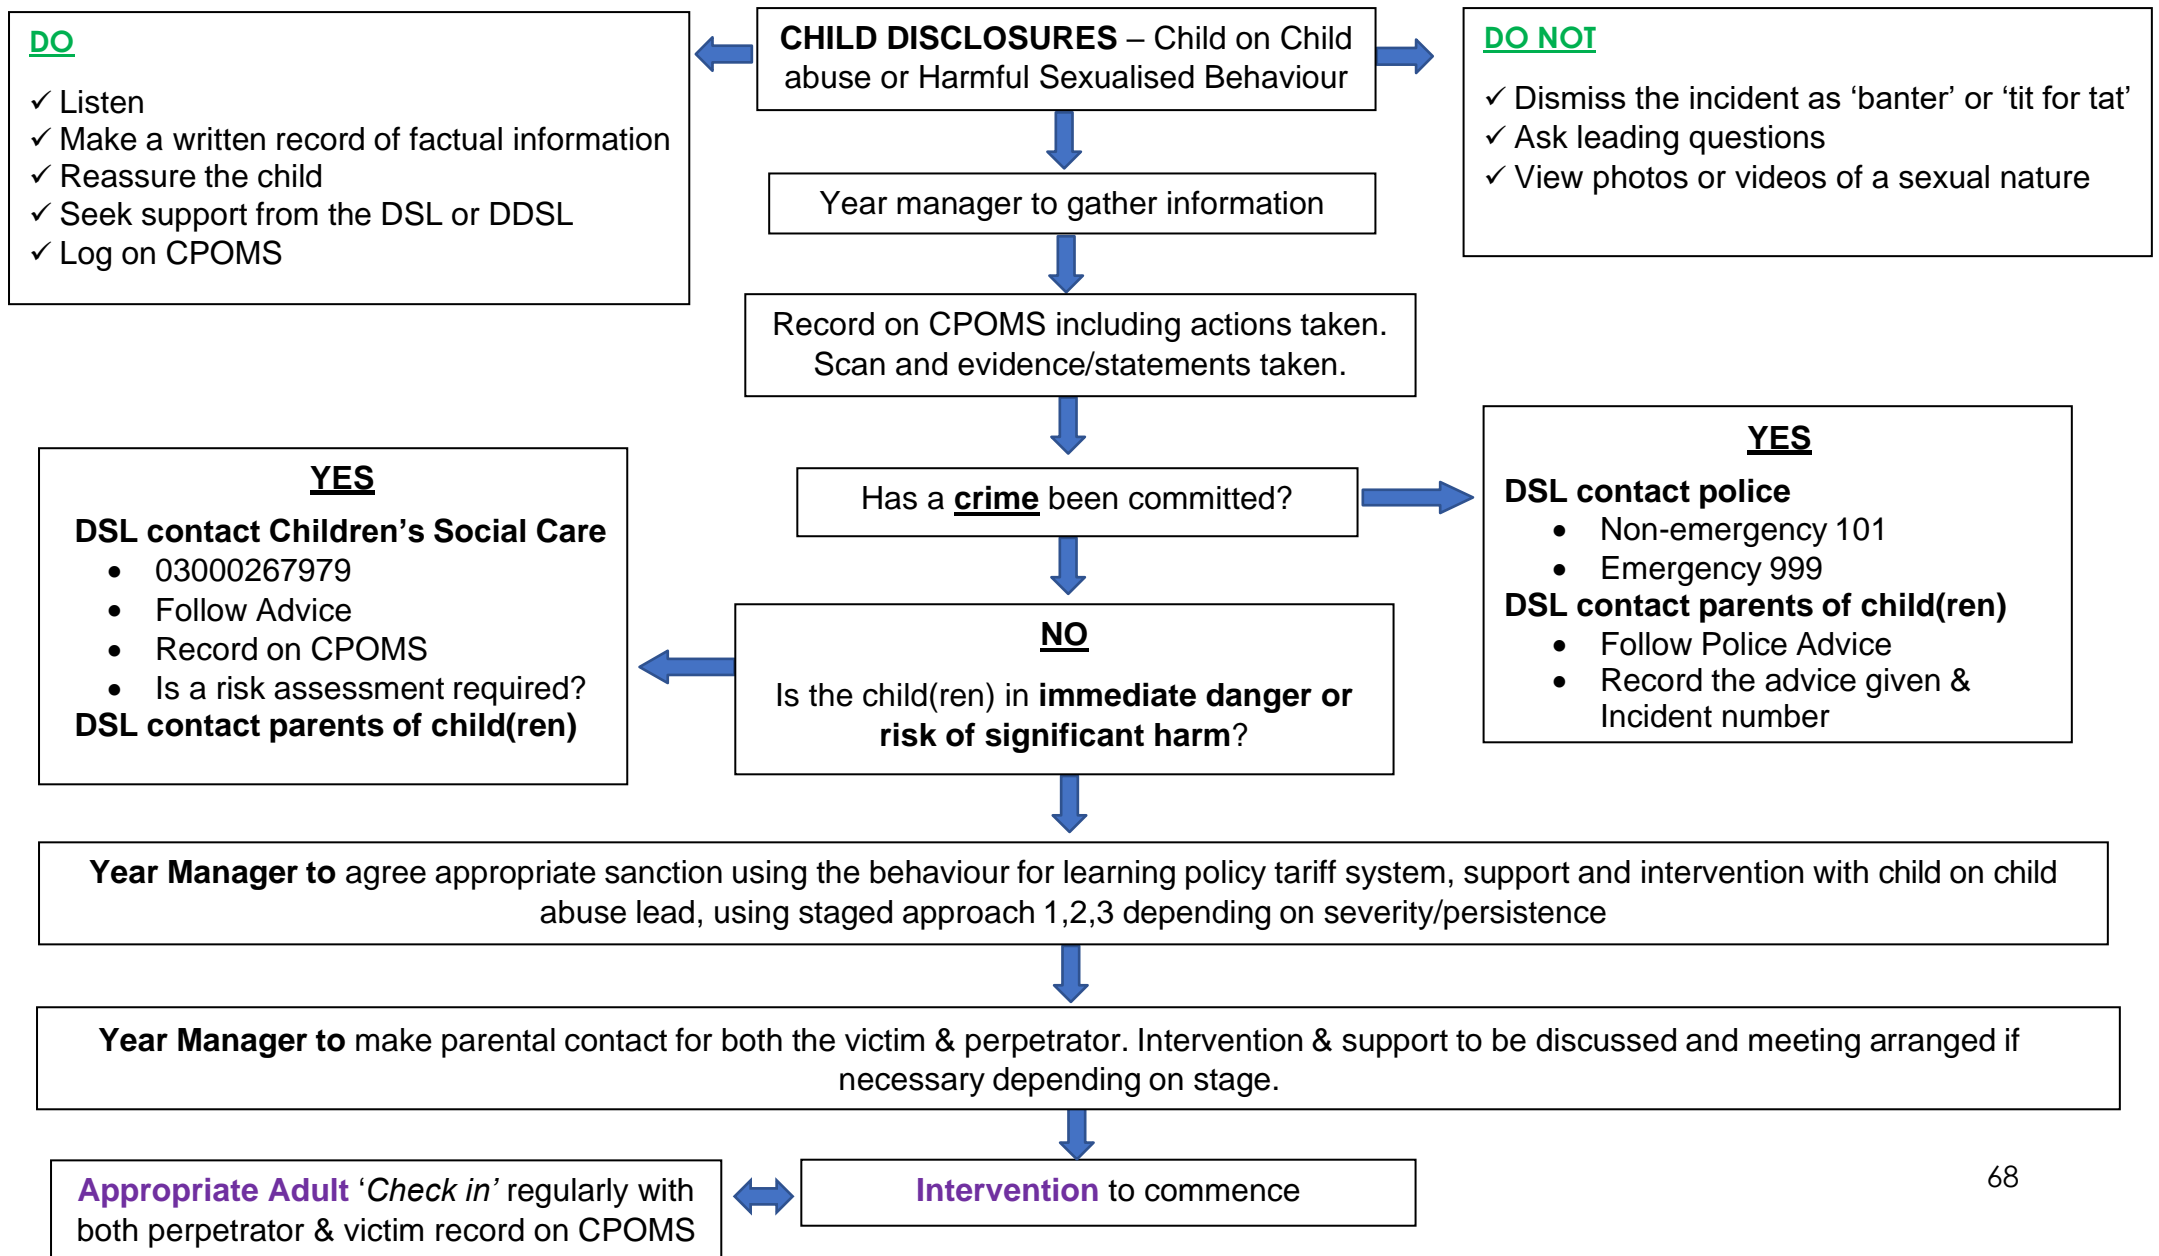 DO
✓ Listen
✓ Make a written record of factual information
✓ Reassure the child
✓ Seek support from the DSL or DDSL
✓ Log on CPOMS
CHILD DISCLOSURES – Child on Child
abuse or Harmful Sexualised Behaviour
DO NOT
✓ Dismiss the incident as ‘banter’ or ‘tit for tat’
✓ Ask leading questions
✓ View photos or videos of a sexual nature
Year manager to gather information
Record on CPOMS including actions taken.
Scan and evidence/statements taken.
Has a crime been committed?
YES
DSL contact police
• Non-emergency 101
• Emergency 999
DSL contact parents of child(ren)
• Follow Police Advice
• Record the advice given &
Incident number
YES
DSL contact Children’s Social Care
• 03000267979
• Follow Advice
• Record on CPOMS
• Is a risk assessment required?
DSL contact parents of child(ren)
NO
Is the child(ren) in immediate danger or
risk of significant harm?
Year Manager to agree appropriate sanction using the behaviour for learning policy tariff system, support and intervention with child on child
abuse lead, using staged approach 1,2,3 depending on severity/persistence
Year Manager to make parental contact for both the victim & perpetrator. Intervention & support to be discussed and meeting arranged if
necessary depending on stage.
Appropriate Adult ‘Check in’ regularly with
both perpetrator & victim record on CPOMS
Intervention to commence
68